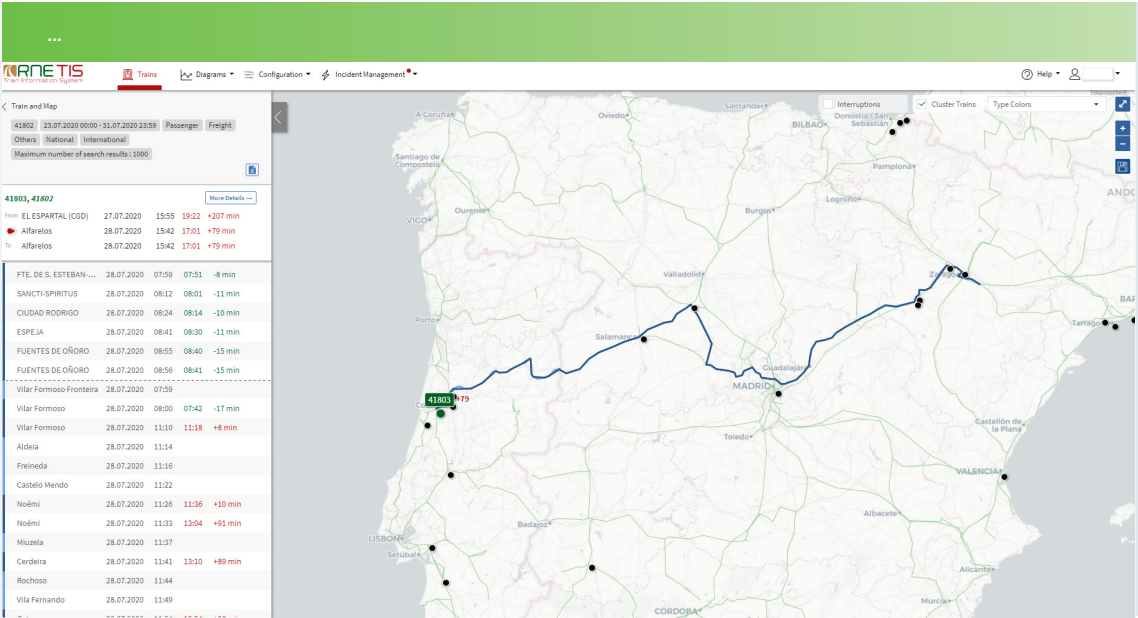 ...
RNE TIS
Train Information System
Trains
Diagrams
Configuration
Incident Management
Help
Train and Map
41802 23.07.2020 00:00 - 31.07.2020 23:59 Passenger Freight
Others National International
Maximum number of search results : 1000
41803, 41802 More Details
From EL ESPARTAL (CGD) 27.07.2020 15:55 19:22 +207 min
Alfarelos 28.07.2020 15:42 17:01 +79 min
To Alfarelos 28.07.2020 15:42 17:01 +79 min
FTE. DE S. ESTEBAN-... 28.07.2020 07:59 07:51 -8 min
SANCTI-SPIRITUS 28.07.2020 08:12 08:01 -11 min
CIUDAD RODRIGO 28.07.2020 08:24 08:14 -10 min
ESPEJA 28.07.2020 08:41 08:30 -11 min
FUENTES DE OÑORO 28.07.2020 08:55 08:40 -15 min
FUENTES DE OÑORO 28.07.2020 08:56 08:41 -15 min
Vilar Formoso Fronteira 28.07.2020 07:59
Vilar Formoso 28.07.2020 08:00 07:42 -17 min
Vilar Formoso 28.07.2020 11:10 11:18 +8 min
Aldeia 28.07.2020 11:14
Freineda 28.07.2020 11:16
Castelo Mendo 28.07.2020 11:22
Noémi 28.07.2020 11:26 11:36 +10 min
Noémi 28.07.2020 11:33 13:04 +91 min
Miuzela 28.07.2020 11:37
Cerdeira 28.07.2020 11:41 13:10 +89 min
Rochoso 28.07.2020 11:44
Vila Fernando 28.07.2020 11:49
Interruptions
Cluster Trains
Type Colors
A Coruña
Oviedo
Santander
BILBAO
Donostia / San
Sebastián
Santiago de
Compostela
Pamplona
Logroño
Ourense
VIGO
Burgos
Valladolid
Porto
Salamanca
Guadalajara
MADRID
Toledo
41803 +79
Castellón de
la Plana
VALENCIA
Badajoz
Albacete
LISBON
Setúbal
Alicante
Murcia
CÓRDOBA